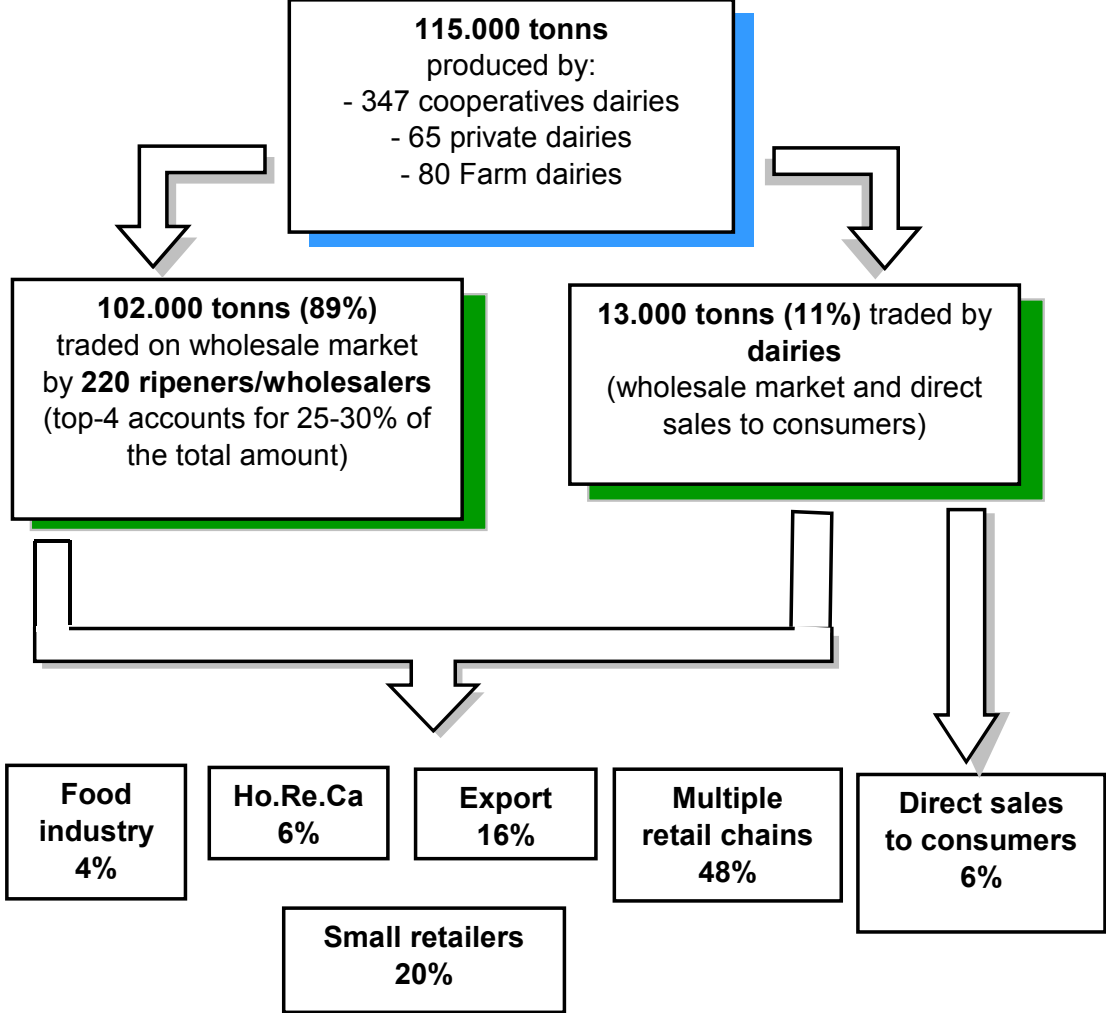 115.000 tonns
produced by:
- 347 cooperatives dairies
- 65 private dairies
- 80 Farm dairies
102.000 tonns (89%)
traded on wholesale market
by 220 ripeners/wholesalers
(top-4 accounts for 25-30% of
the total amount)
13.000 tonns (11%) traded by
dairies
(wholesale market and direct
sales to consumers)
Food
industry
4%
Ho.Re.Ca
6%
Export
16%
Multiple
retail chains
48%
Direct sales
to consumers
6%
Small retailers
20%